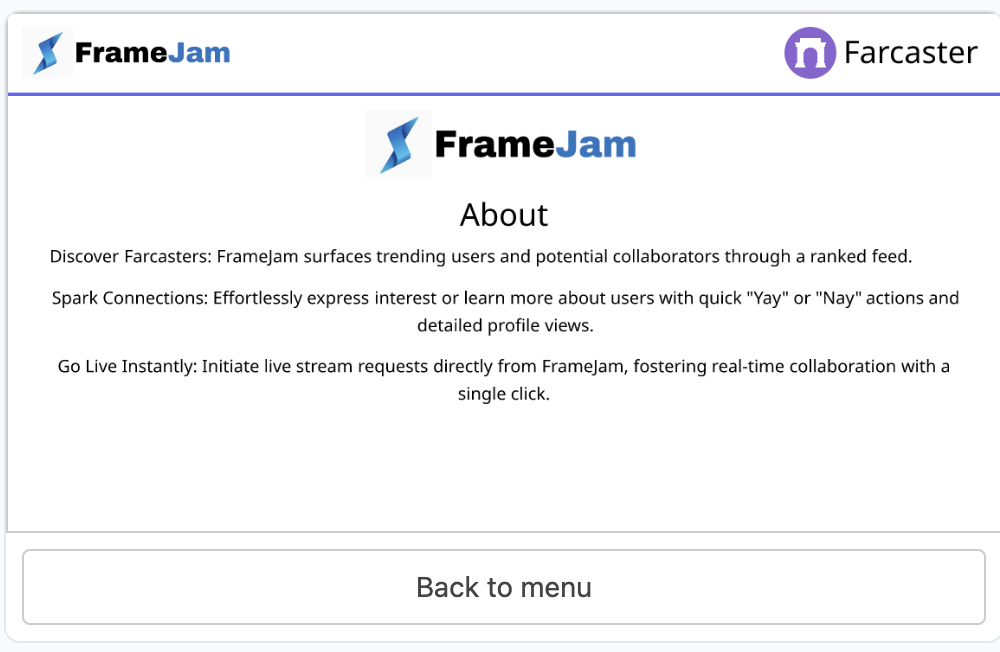 FrameJam
Farcaster
FrameJam
About
Discover Farcasters: FrameJam surfaces trending users and potential collaborators through a ranked feed.
Spark Connections: Effortlessly express interest or learn more about users with quick "Yay" or "Nay" actions and
detailed profile views.
Go Live Instantly: Initiate live stream requests directly from FrameJam, fostering real-time collaboration with a
single click.
Back to menu